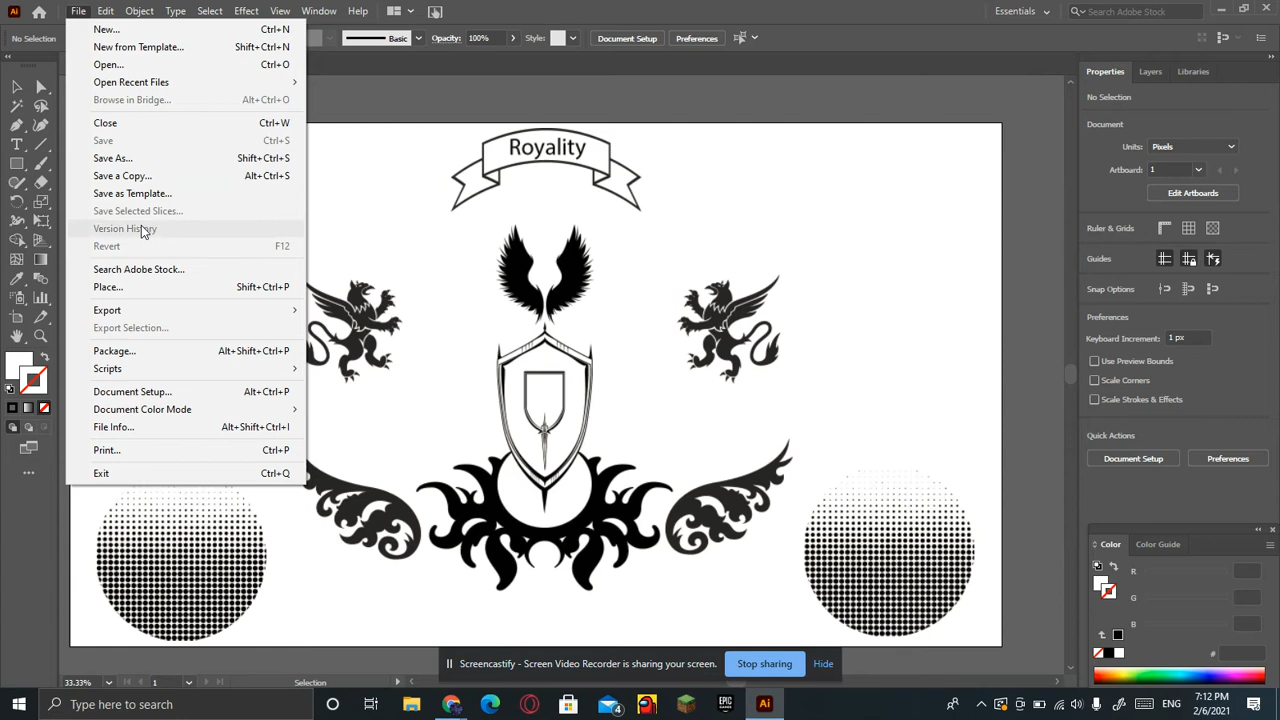 Ai File Edit Object Type Select Effect View Window Help Essentials Search Adobe Stock
No Selection Basic Opacity: 100% Style: Document Setup Preferences
New... Ctrl+N
New from Template... Shift+Ctrl+N
Open... Ctrl+O
Open Recent Files
Browse in Bridge... Alt+Ctrl+O
Close Ctrl+W
Save Ctrl+S
Save As... Shift+Ctrl+S
Save a Copy... Alt+Ctrl+S
Save as Template...
Save Selected Slices...
Version History
Revert F12
Search Adobe Stock...
Place... Shift+Ctrl+P
Export
Export Selection...
Package... Alt+Shift+Ctrl+P
Scripts
Document Setup... Alt+Ctrl+P
Document Color Mode
File Info... Alt+Shift+Ctrl+I
Print... Ctrl+P
Exit Ctrl+Q
Royality
Properties Layers Libraries
No Selection
Document
Units: Pixels
Artboard: 1
Edit Artboards
Ruler & Grids
Guides
Snap Options
Preferences
Keyboard Increment: 1 px
Use Preview Bounds
Scale Corners
Scale Strokes & Effects
Quick Actions
Document Setup Preferences
Color Color Guide
R
G
B
#
Screencastify - Screen Video Recorder is sharing your screen. Stop sharing Hide
33.33% 1 Selection
Type here to search
4
EPIC GAMES
Ai
7:12 PM
2/6/2021